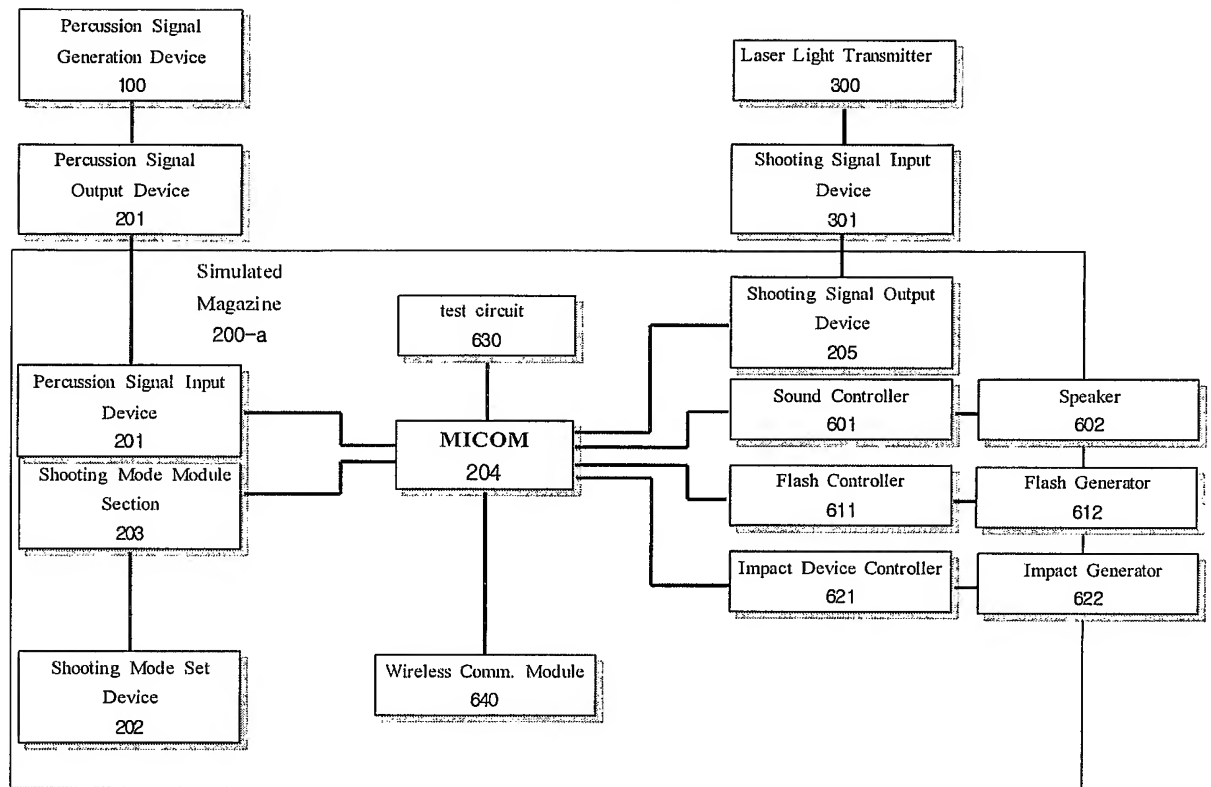 Percussion Signal
Generation Device
100
Laser Light Transmitter
300
Percussion Signal
Output Device
201
Shooting Signal Input
Device
301
Simulated
Magazine
200-a
test circuit
630
Shooting Signal Output
Device
205
Percussion Signal Input
Device
201
Shooting Mode Module
Section
203
MICOM
204
Sound Controller
601
Speaker
602
Flash Controller
611
Flash Generator
612
Impact Device Controller
621
Impact Generator
622
Shooting Mode Set
Device
202
Wireless Comm. Module
640